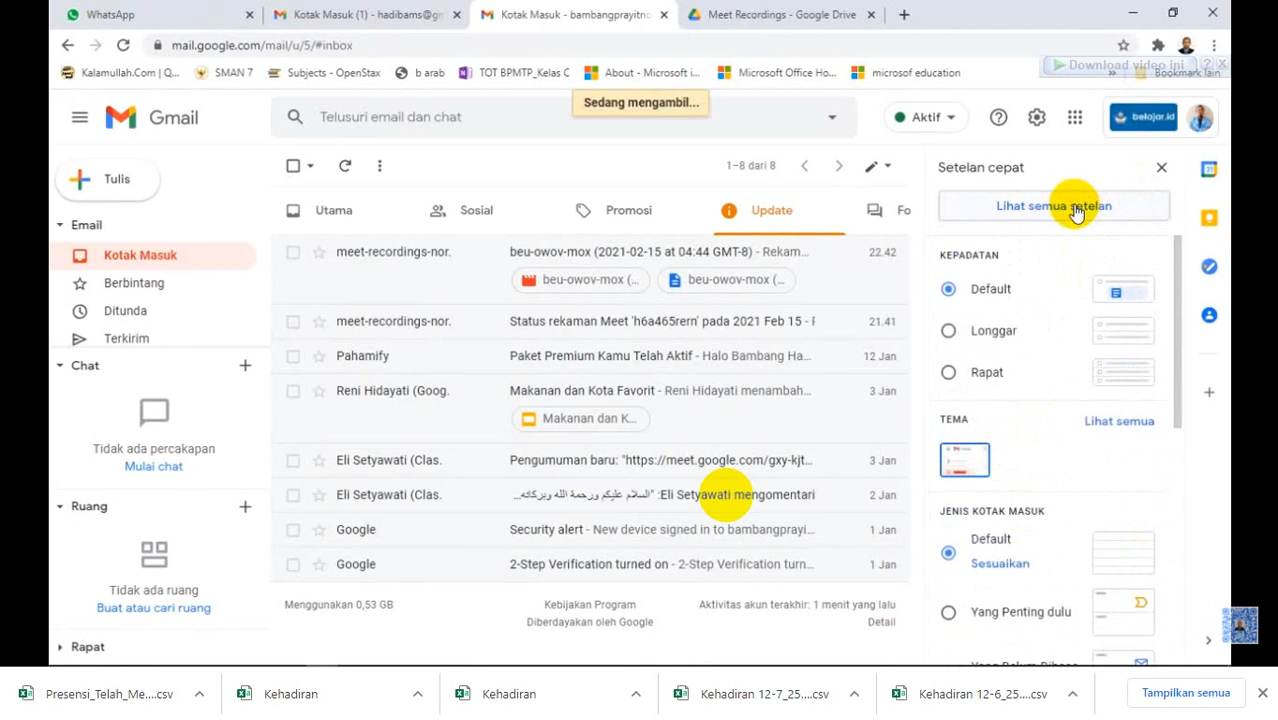 WhatsApp
Kotak Masuk (1) - hadibams@gm
Kotak Masuk - bambangprayitno
Meet Recordings - Google Drive
mail.google.com/mail/u/5/#inbox
Kalamullah.Com | Q...
SMAN 7
Subjects - OpenStax
b arab
TOT BPMTP_Kelas C
About - Microsoft i...
Microsoft Office Ho...
microsof education
Bookmark lain
Download video ini
Gmail
Telusuri email dan chat
Sedang mengambil...
Aktif
belajar.id
Tulis
Email
Kotak Masuk
Berbintang
Ditunda
Terkirim
Chat
Tidak ada percakapan
Mulai chat
Ruang
Tidak ada ruang
Buat atau cari ruang
Rapat
1–8 dari 8
Utama
Sosial
Promosi
Update
Fo
meet-recordings-nor.
beu-owov-mox (2021-02-15 at 04:44 GMT-8) - Rekam...
22.42
beu-owov-mox (...
beu-owov-mox (...
meet-recordings-nor.
Status rekaman Meet 'h6a465rern' pada 2021 Feb 15 -
21.41
Pahamify
Paket Premium Kamu Telah Aktif - Halo Bambang Ha...
12 Jan
Reni Hidayati (Goog.
Makanan dan Kota Favorit - Reni Hidayati menambah...
3 Jan
Makanan dan K...
Eli Setyawati (Clas.
Pengumuman baru: "https://meet.google.com/gxy-kjt...
3 Jan
Eli Setyawati (Clas.
Eli Setyawati mengomentari: "السلام عليكم ورحمة الله وبركاته...
2 Jan
Google
Security alert - New device signed in to bambangprayi...
1 Jan
Google
2-Step Verification turned on - 2-Step Verification turn...
1 Jan
Menggunakan 0,53 GB
Kebijakan Program
Diberdayakan oleh Google
Aktivitas akun terakhir: 1 menit yang lalu
Detail
Setelan cepat
Lihat semua setelan
KEPADATAN
Default
Longgar
Rapat
TEMA
Lihat semua
JENIS KOTAK MASUK
Default
Sesuaikan
Yang Penting dulu
Presensi_Telah_Me....csv
Kehadiran
Kehadiran
Kehadiran 12-7_25....csv
Kehadiran 12-6_25....csv
Tampilkan semua